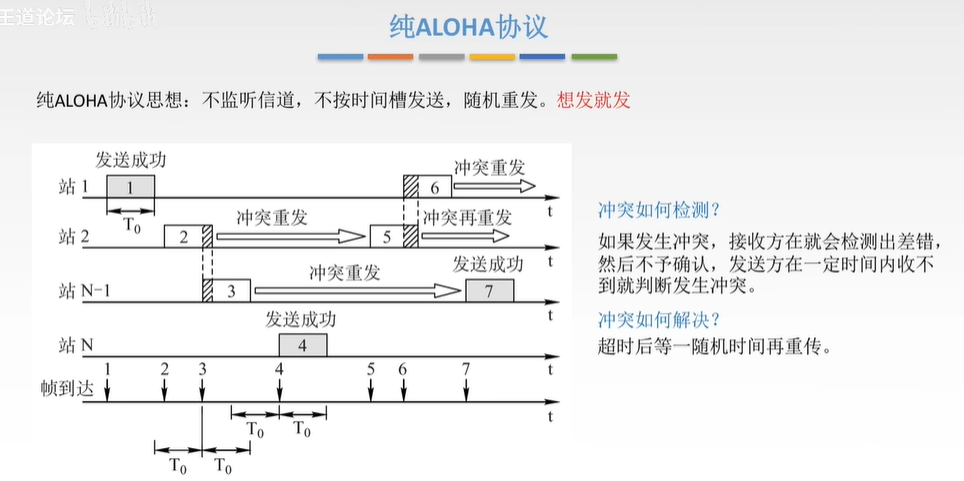 王道论坛
纯ALOHA协议
纯ALOHA协议思想：不监听信道，不按时间槽发送，随机重发。想发就发
发送成功
冲突重发
站 1
1
6
t
T₀
冲突重发
冲突再重发
站 2
2
5
t
冲突重发
发送成功
站 N-1
3
7
t
发送成功
站 N
4
t
1 2 3 4 5 6 7
帧到达
t
T₀ T₀
T₀ T₀
冲突如何检测？
如果发生冲突，接收方在就会检测出差错，
然后不予确认，发送方在一定时间内收不
到就判断发生冲突。
冲突如何解决？
超时后等一随机时间再重传。